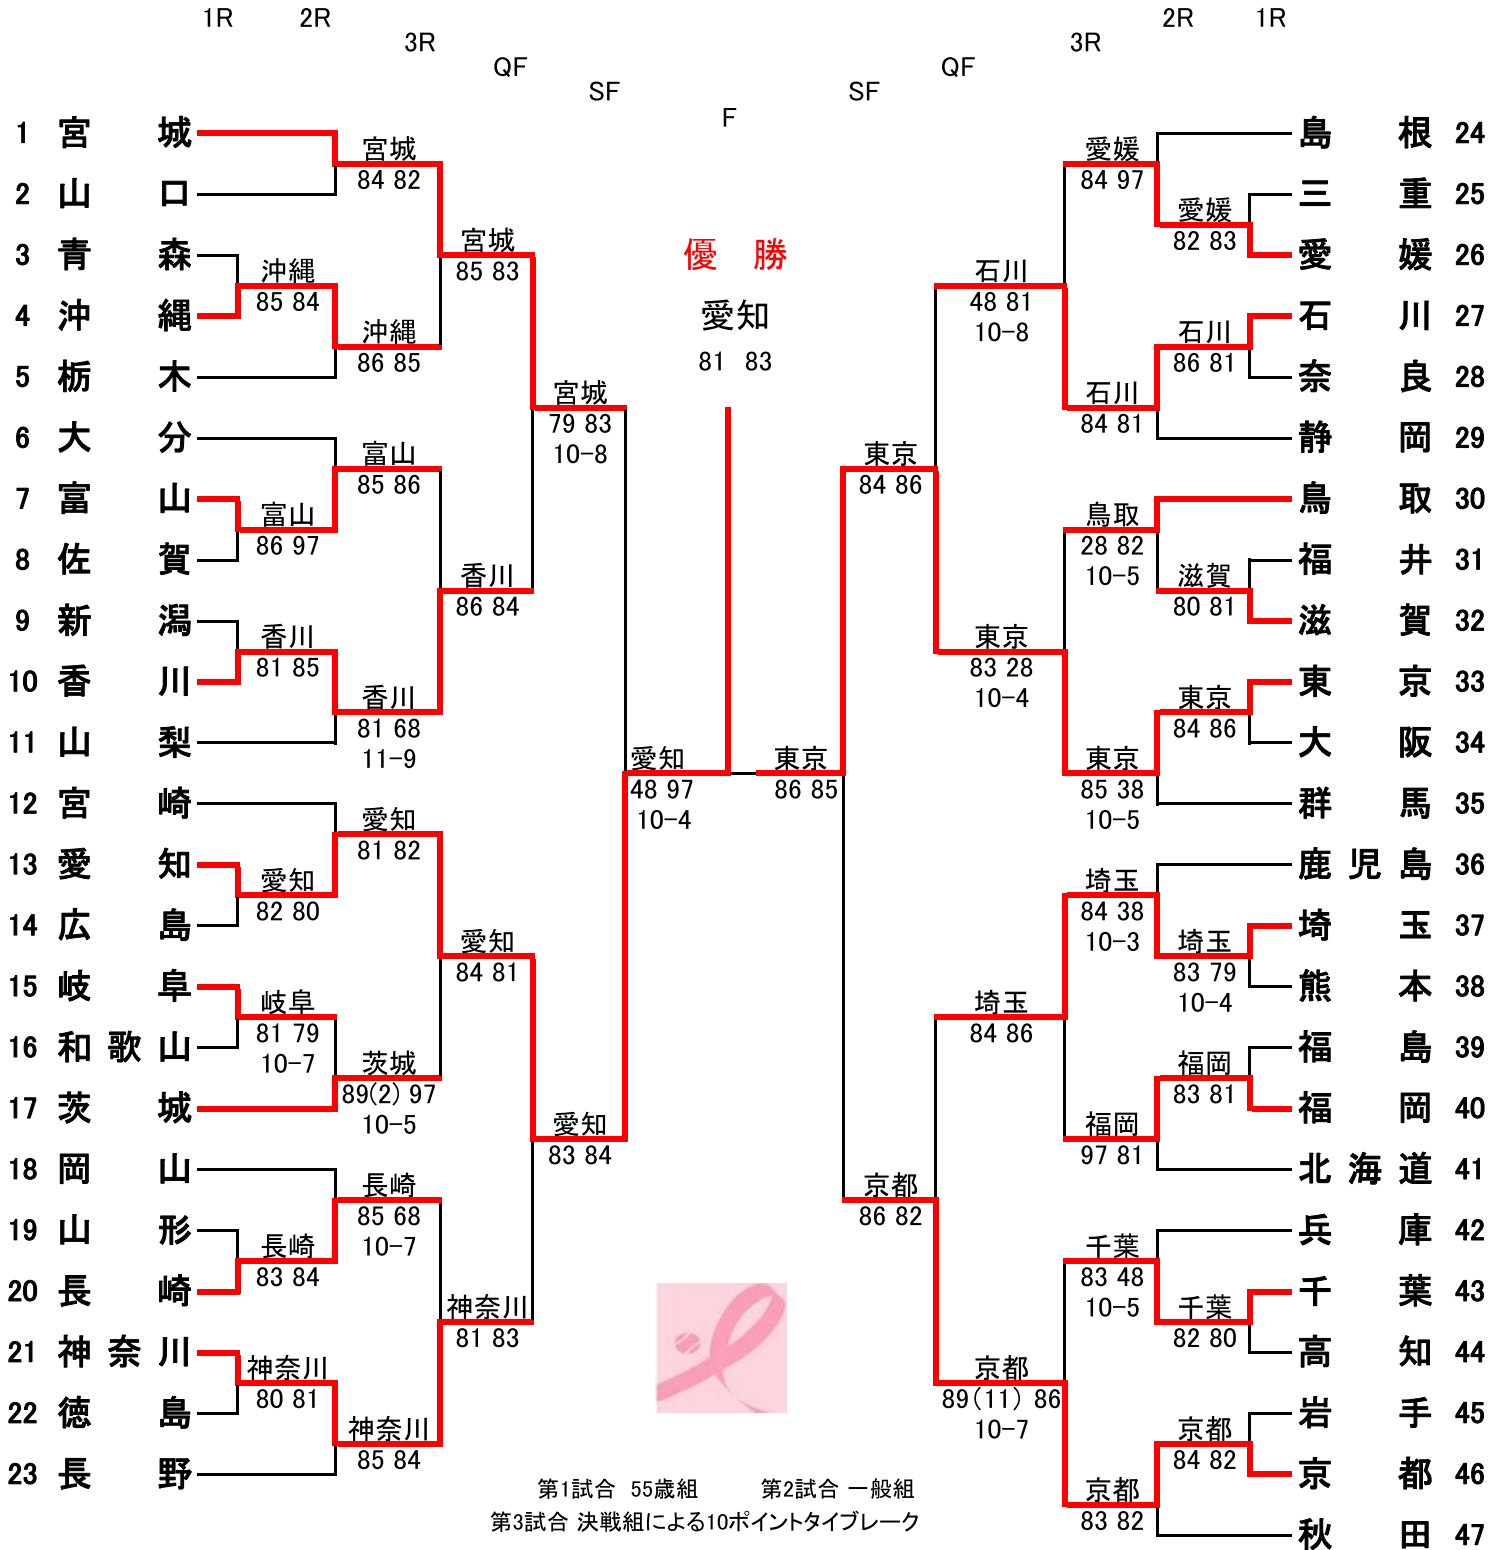 1R 2R 3R QF SF F SF QF 3R 2R 1R
1 宮城
2 山口
3 青森
4 沖縄
5 栃木
6 大分
7 富山
8 佐賀
9 新潟
10 香川
11 山梨
12 宮崎
13 愛知
14 広島
15 岐阜
16 和歌山
17 茨城
18 岡山
19 山形
20 長崎
21 神奈川
22 徳島
23 長野
沖縄
85 84
富山
86 97
香川
81 85
愛知
82 80
岐阜
81 79
10-7
長崎
83 84
神奈川
80 81
宮城
84 82
沖縄
86 85
富山
85 86
香川
81 68
11-9
愛知
81 82
茨城
89(2) 97
10-5
長崎
85 68
10-7
神奈川
85 84
宮城
85 83
香川
86 84
愛知
84 81
神奈川
81 83
宮城
79 83
10-8
愛知
83 84
愛知
48 97
10-4
優勝
愛知
81 83
東京
86 85
東京
84 86
京都
86 82
石川
48 81
10-8
東京
83 28
10-4
埼玉
84 86
京都
89(11) 86
10-7
愛媛
84 97
石川
84 81
鳥取
28 82
10-5
東京
85 38
10-5
埼玉
84 38
10-3
福岡
97 81
千葉
83 48
10-5
京都
83 82
愛媛
82 83
石川
86 81
滋賀
80 81
東京
84 86
埼玉
83 79
10-4
福岡
83 81
千葉
82 80
京都
84 82
島根 24
三重 25
愛媛 26
石川 27
奈良 28
静岡 29
鳥取 30
福井 31
滋賀 32
東京 33
大阪 34
群馬 35
鹿児島 36
埼玉 37
熊本 38
福島 39
福岡 40
北海道 41
兵庫 42
千葉 43
高知 44
岩手 45
京都 46
秋田 47
第1試合 55歳組 第2試合 一般組
第3試合 決戦組による10ポイントタイブレーク